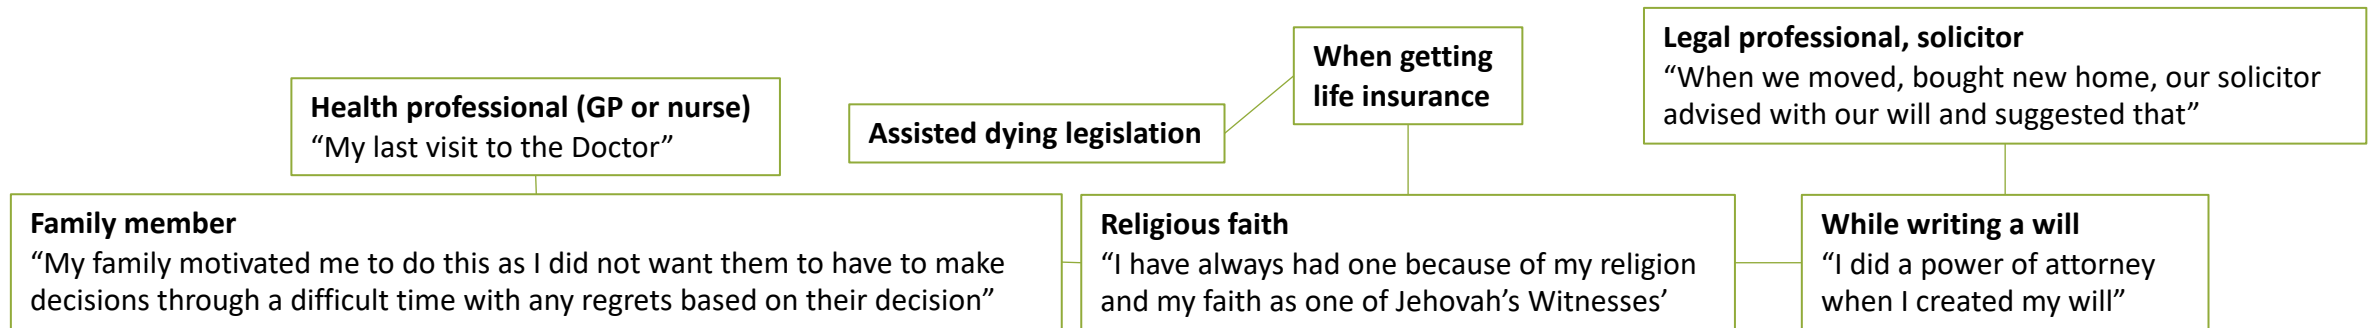 Health professional (GP or nurse)
“My last visit to the Doctor”
Assisted dying legislation
When getting
life insurance
Legal professional, solicitor
“When we moved, bought new home, our solicitor
advised with our will and suggested that”
Family member
“My family motivated me to do this as I did not want them to have to make
decisions through a difficult time with any regrets based on their decision”
Religious faith
“I have always had one because of my religion
and my faith as one of Jehovah’s Witnesses’
While writing a will
“I did a power of attorney
when I created my will”